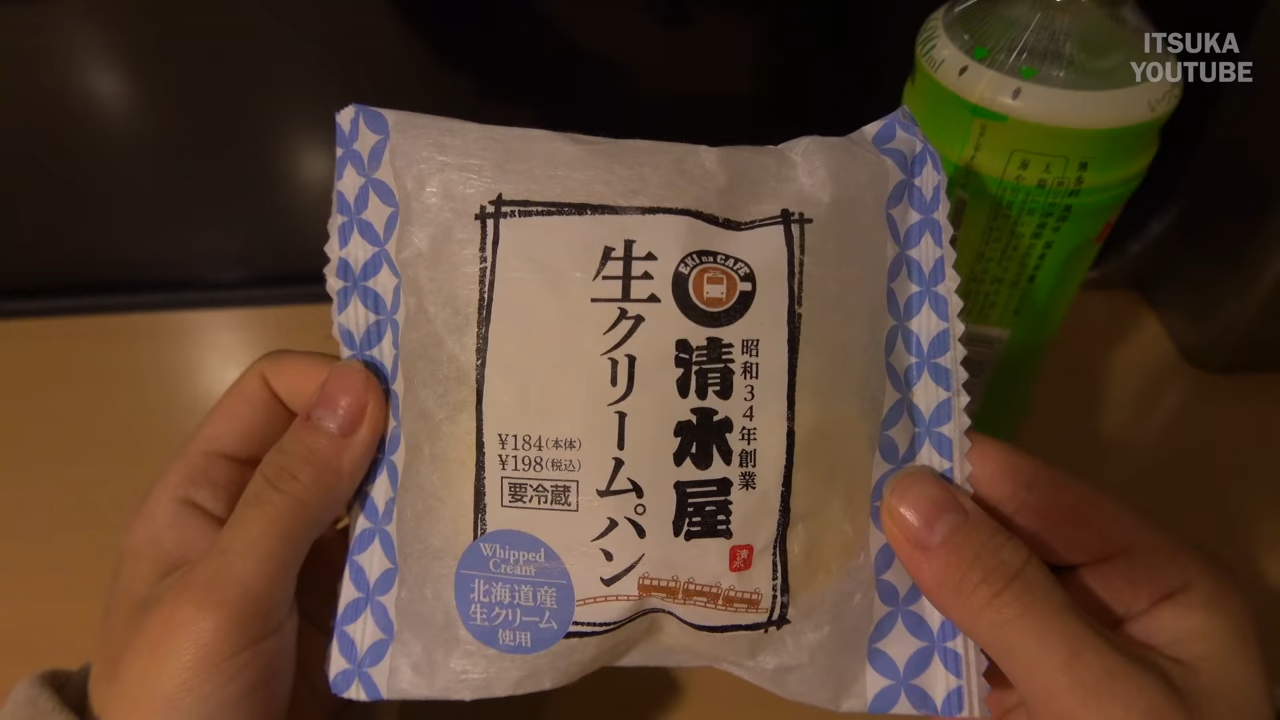 ITSUKA
YOUTUBE
EKI na CAFE
昭和34年創業
清水屋
清水
生クリームパン
¥184(本体)
¥198(税込)
要冷蔵
Whipped
Cream
北海道産
生クリーム
使用